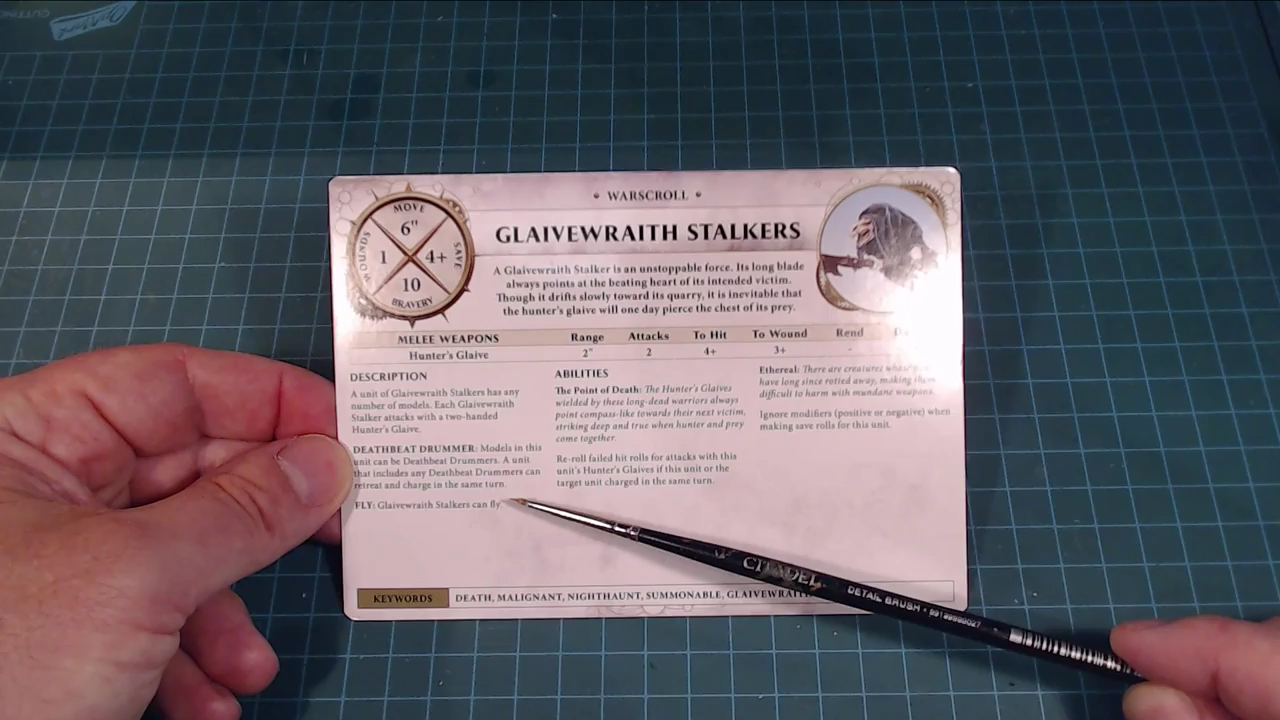 WARSCROLL
GLAIVEWRAITH STALKERS
MOVE
6"
WOUNDS
1
4+
SAVE
10
BRAVERY
A Glaivewraith Stalker is an unstoppable force. Its long blade
always points at the beating heart of its intended victim.
Though it drifts slowly toward its quarry, it is inevitable that
the hunter's glaive will one day pierce the chest of its prey.
MELEE WEAPONS Range Attacks To Hit To Wound Rend
Hunter's Glaive 2" 2 4+ 3+ -
DESCRIPTION
A unit of Glaivewraith Stalkers has any
number of models. Each Glaivewraith
Stalker attacks with a two-handed
Hunter's Glaive.
DEATHBEAT DRUMMER: Models in this
unit can be Deathbeat Drummers. A unit
that includes any Deathbeat Drummers can
retreat and charge in the same turn.
FLY: Glaivewraith Stalkers can fly.
ABILITIES
The Point of Death: The Hunter's Glaives
wielded by these long-dead warriors always
point compass-like towards their next victim,
striking deep and true when hunter and prey
come together.
Re-roll failed hit rolls for attacks with this
unit's Hunter's Glaives if this unit or the
target unit charged in the same turn.
Ethereal: There are creatures
have long since rotted away, making them
difficult to harm with mundane weapons.
Ignore modifiers (positive or negative) when
making save rolls for this unit.
KEYWORDS DEATH, MALIGNANT, NIGHTHAUNT, SUMMONABLE,
CITADEL DETAIL BRUSH